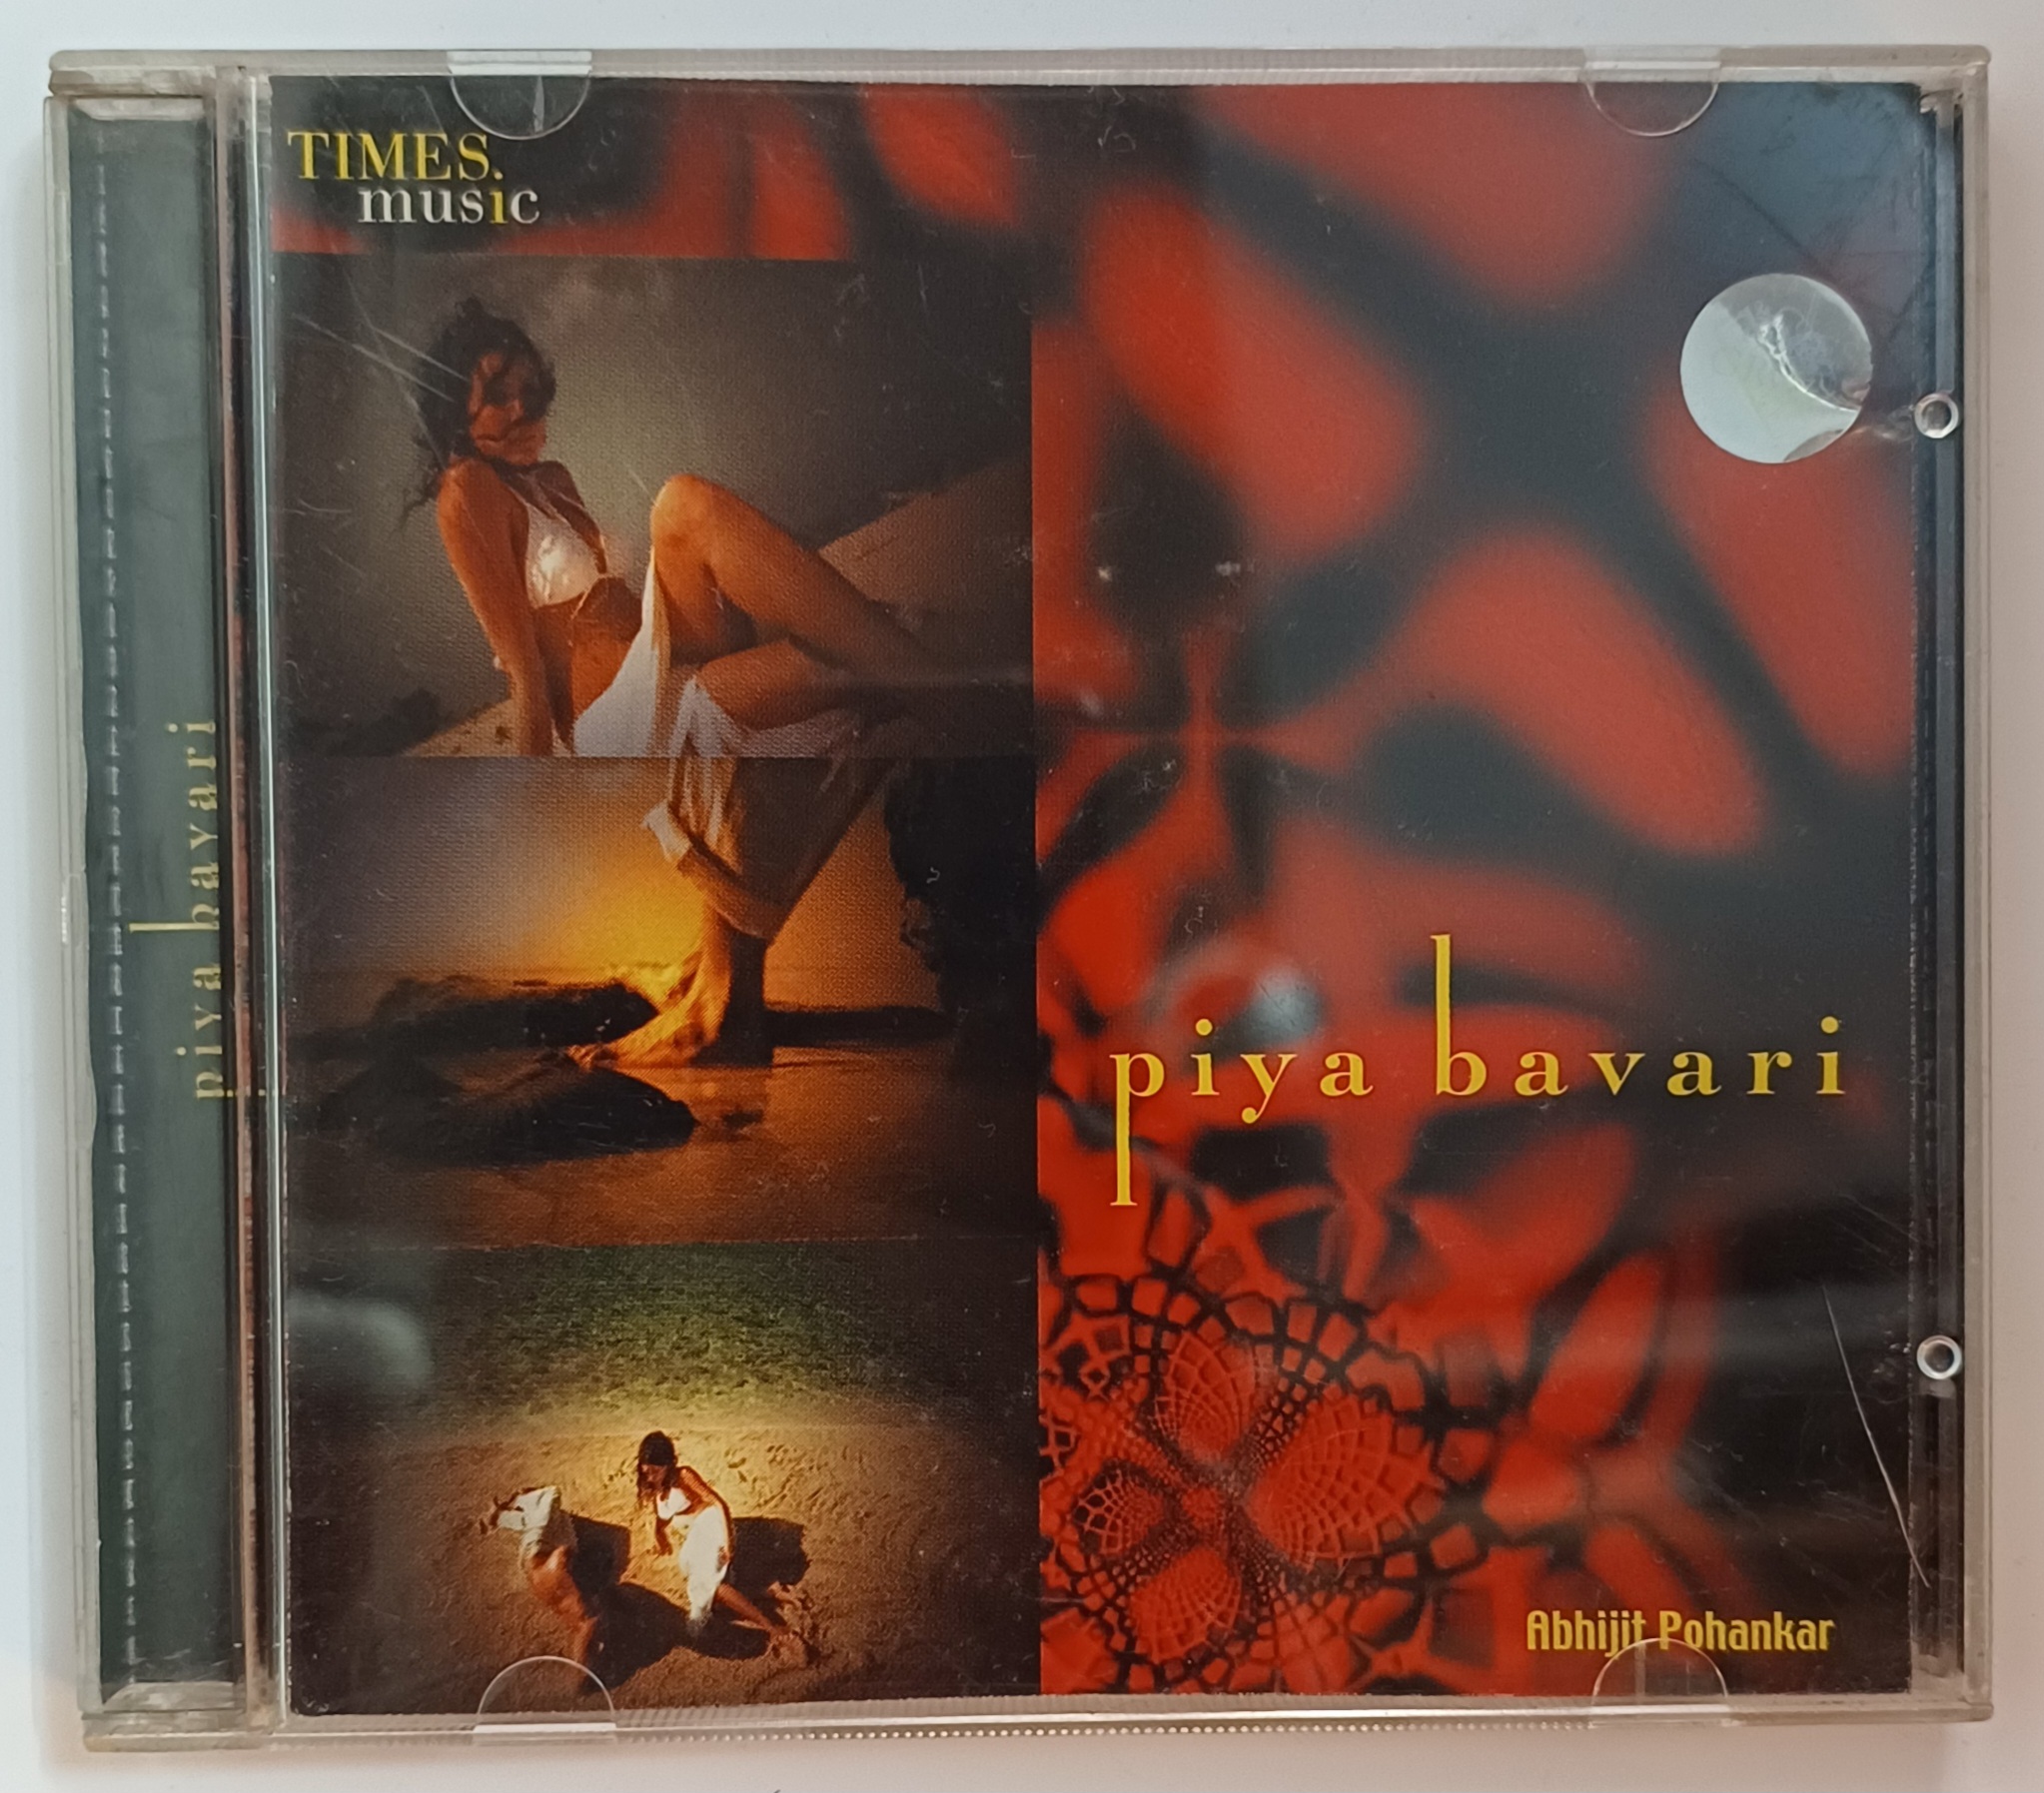 TIMES.
music
piya bavari
piya bavari
Abhijit Pohankar